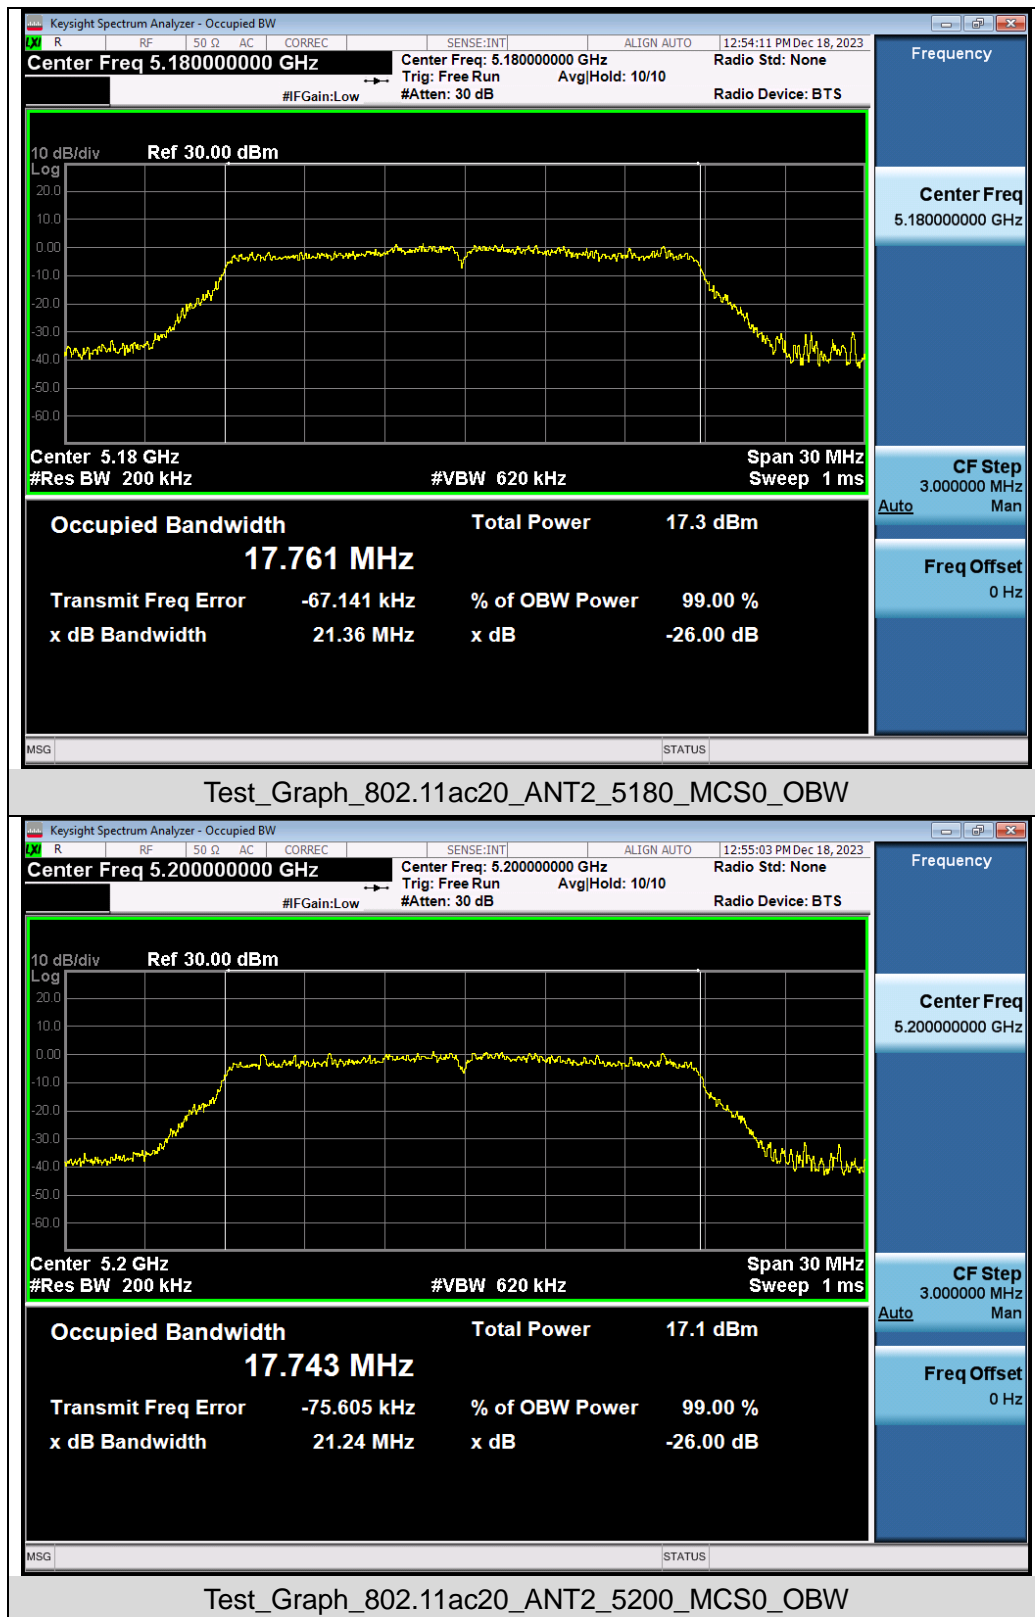 Keysight Spectrum Analyzer - Occupied BW
LXI R RF 50 Ω AC CORREC SENSE:INT ALIGN AUTO 12:54:11 PM Dec 18, 2023
Center Freq 5.180000000 GHz Center Freq: 5.180000000 GHz Radio Std: None
Trig: Free Run Avg|Hold: 10/10
#IFGain:Low #Atten: 30 dB Radio Device: BTS
10 dB/div Ref 30.00 dBm
Log
20.0
10.0
0.00
-10.0
-20.0
-30.0
-40.0
-50.0
-60.0
Center 5.18 GHz Span 30 MHz
#Res BW 200 kHz #VBW 620 kHz Sweep 1 ms
Occupied Bandwidth Total Power 17.3 dBm
17.761 MHz
Transmit Freq Error -67.141 kHz % of OBW Power 99.00 %
x dB Bandwidth 21.36 MHz x dB -26.00 dB
MSG STATUS
Frequency
Center Freq
5.180000000 GHz
CF Step
3.000000 MHz
Auto Man
Freq Offset
0 Hz
Test_Graph_802.11ac20_ANT2_5180_MCS0_OBW
Keysight Spectrum Analyzer - Occupied BW
LXI R RF 50 Ω AC CORREC SENSE:INT ALIGN AUTO 12:55:03 PM Dec 18, 2023
Center Freq 5.200000000 GHz Center Freq: 5.200000000 GHz Radio Std: None
Trig: Free Run Avg|Hold: 10/10
#IFGain:Low #Atten: 30 dB Radio Device: BTS
10 dB/div Ref 30.00 dBm
Log
20.0
10.0
0.00
-10.0
-20.0
-30.0
-40.0
-50.0
-60.0
Center 5.2 GHz Span 30 MHz
#Res BW 200 kHz #VBW 620 kHz Sweep 1 ms
Occupied Bandwidth Total Power 17.1 dBm
17.743 MHz
Transmit Freq Error -75.605 kHz % of OBW Power 99.00 %
x dB Bandwidth 21.24 MHz x dB -26.00 dB
MSG STATUS
Frequency
Center Freq
5.200000000 GHz
CF Step
3.000000 MHz
Auto Man
Freq Offset
0 Hz
Test_Graph_802.11ac20_ANT2_5200_MCS0_OBW